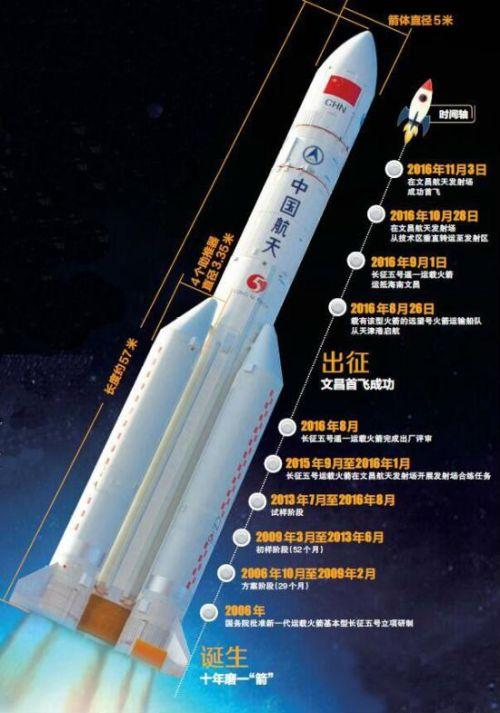 箭体直径5米
CHN
时间轴
中国航天
5
4个助推器
直径3.35米
长度约57米
2016年11月3日
在文昌航天发射场
成功首飞
2016年10月28日
在文昌航天发射场
从技术区垂直转运至发射区
2016年9月1日
长征五号遥一运载火箭
运抵海南文昌
2016年8月26日
载有该型火箭的远望号火箭运输船队
从天津港启航
出征
文昌首飞成功
2016年8月
长征五号遥一运载火箭完成出厂评审
2015年9月至2016年1月
长征五号运载火箭在文昌航天发射场开展发射场合练任务
2013年7月至2016年8月
试样阶段
2009年3月至2013年6月
初样阶段(52个月)
2006年10月至2009年2月
方案阶段(29个月)
2006年
国务院批准新一代运载火箭基本型长征五号立项研制
诞生
十年磨一“箭”